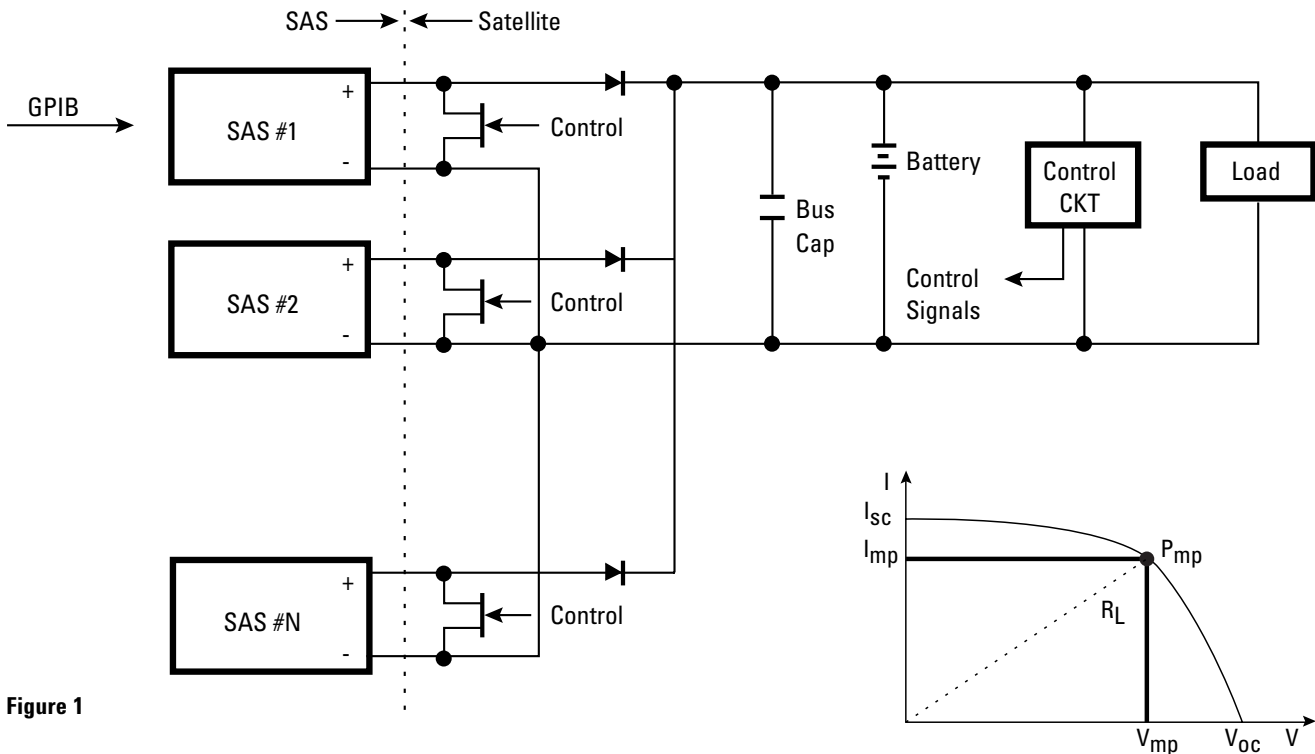 SAS
Satellite
GPIB
+
SAS #1
-
Control
+
SAS #2
-
Control
+
SAS #N
-
Control
Bus
Cap
Battery
Control
CKT
Load
Control
Signals
Figure 1
I
Isc
Imp
Pmp
RL
Vmp
Voc
V